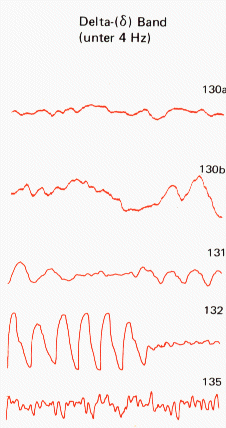 Delta-(δ) Band
(unter 4 Hz)
130a
130b
131
132
135